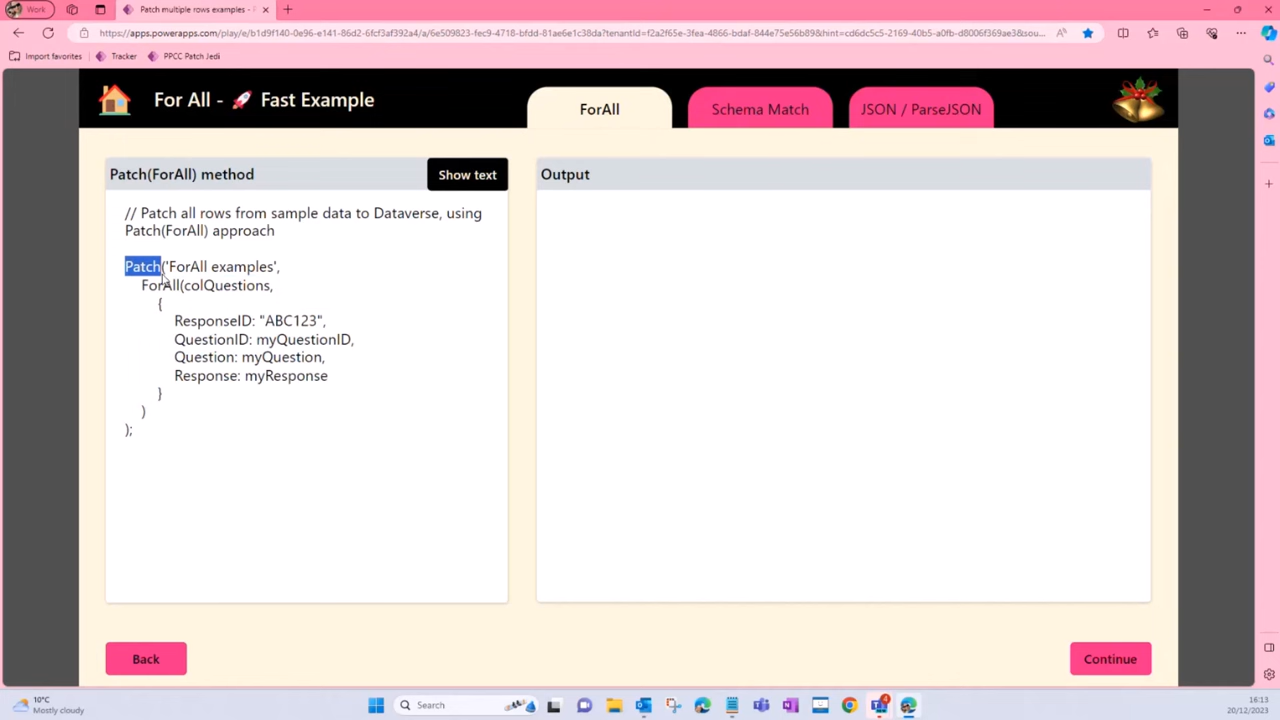 Work
Patch multiple rows examples -
https://apps.powerapps.com/play/e/b1d9f140-0e96-e141-86d2-6fcf3af392a4/a/6e509823-fec9-4718-bfdd-81ae6e1c38da?tenantId=f2a2f65e-3fea-4866-bdaf-844e75e56b89&hint=cd6dc5c5-2169-40b5-a0fb-d8006f369ae3&sou...
Import favorites
Tracker
PPCC Patch Jedi
For All - 🚀 Fast Example
ForAll
Schema Match
JSON / ParseJSON
Patch(ForAll) method
Show text
// Patch all rows from sample data to Dataverse, using
Patch(ForAll) approach
Patch('ForAll examples',
ForAll(colQuestions,
{
ResponseID: "ABC123",
QuestionID: myQuestionID,
Question: myQuestion,
Response: myResponse
}
)
);
Output
Back
Continue
10°C
Mostly cloudy
Search
4
16:13
20/12/2023